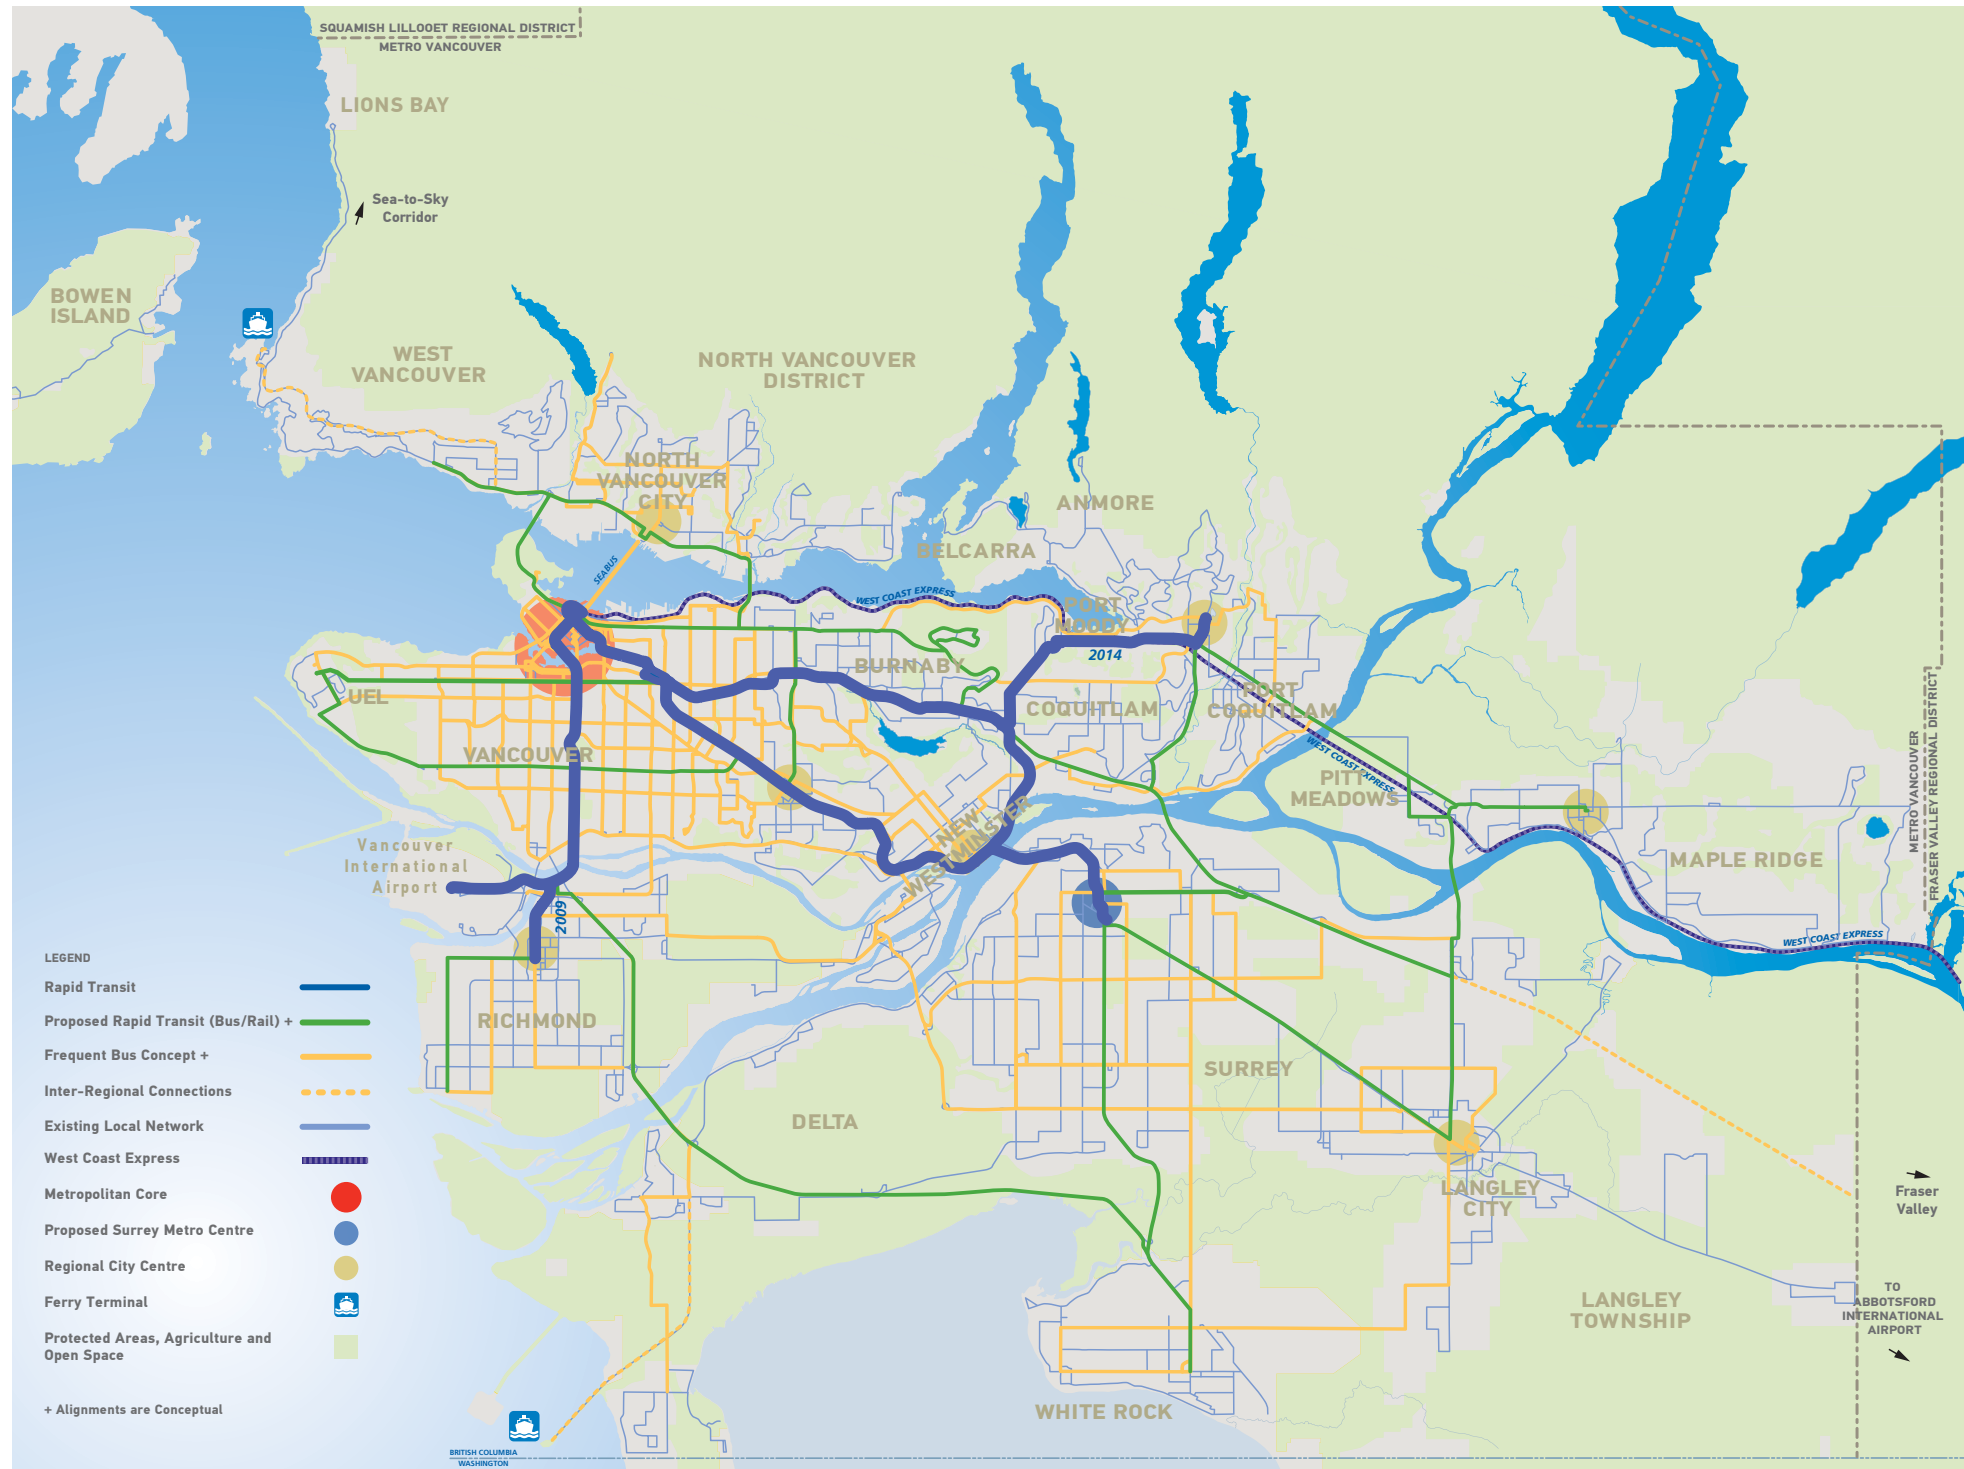 SQUAMISH LILLOOET REGIONAL DISTRICT
METRO VANCOUVER
LIONS BAY
Sea-to-Sky
Corridor
BOWEN
ISLAND
WEST
VANCOUVER
NORTH VANCOUVER
DISTRICT
NORTH
VANCOUVER
CITY
ANMORE
BELCARRA
SEABUS
WEST COAST EXPRESS
PORT
MOODY
2014
BURNABY
UEL
COQUITLAM
PORT
COQUITLAM
VANCOUVER
WEST COAST EXPRESS
PITT
MEADOWS
NEW
WESTMINSTER
METRO VANCOUVER
FRASER VALLEY REGIONAL DISTRICT
MAPLE RIDGE
Vancouver
International
Airport
2009
WEST COAST EXPRESS
RICHMOND
SURREY
DELTA
LANGLEY
CITY
Fraser
Valley
LANGLEY
TOWNSHIP
TO
ABBOTSFORD
INTERNATIONAL
AIRPORT
WHITE ROCK
BRITISH COLUMBIA
WASHINGTON
LEGEND
Rapid Transit
Proposed Rapid Transit (Bus/Rail) +
Frequent Bus Concept +
Inter-Regional Connections
Existing Local Network
West Coast Express
Metropolitan Core
Proposed Surrey Metro Centre
Regional City Centre
Ferry Terminal
Protected Areas, Agriculture and
Open Space
+ Alignments are Conceptual